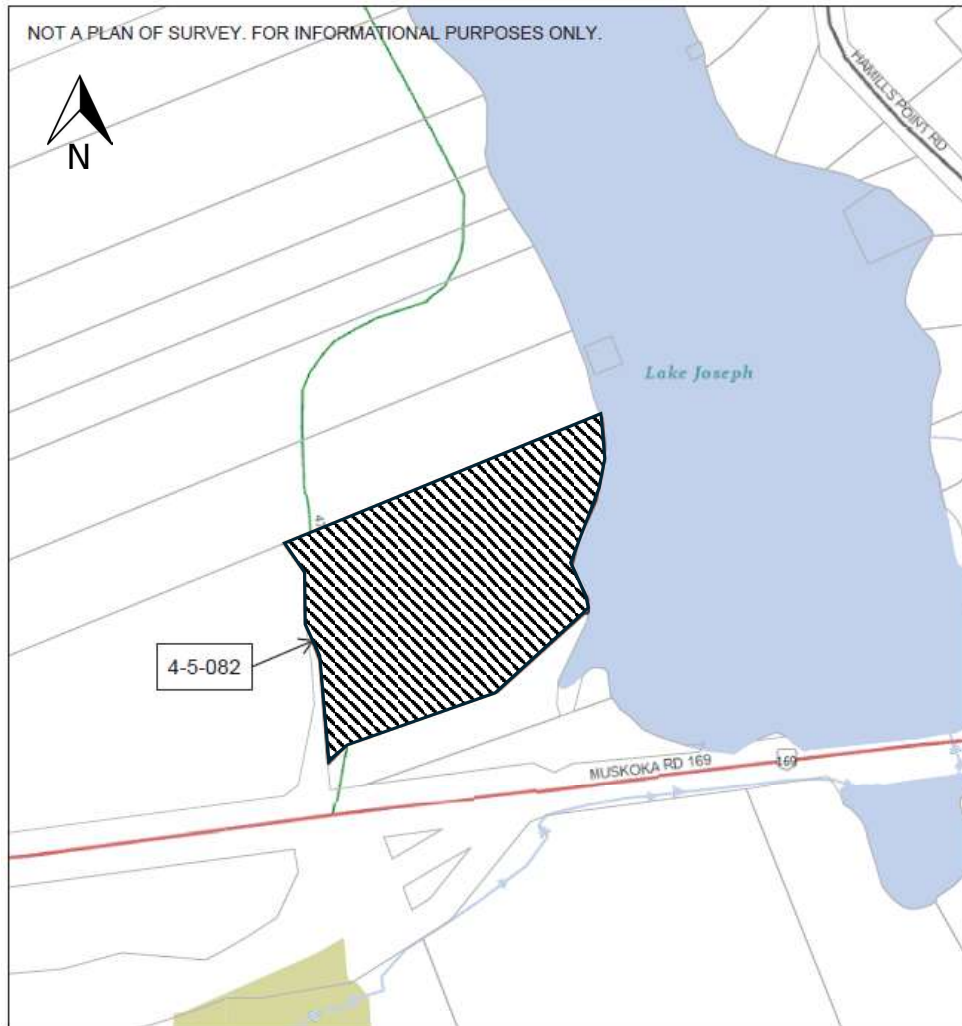 NOT A PLAN OF SURVEY. FOR INFORMATIONAL PURPOSES ONLY.
N
HAMILLS POINT RD
Lake Joseph
4-5-082
MUSKOKA RD 169
169